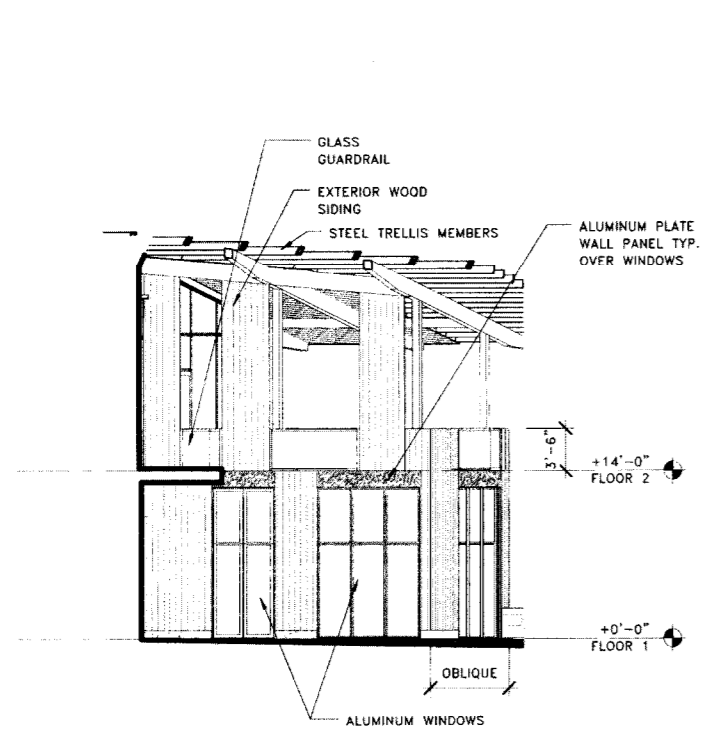 GLASS
GUARDRAIL
EXTERIOR WOOD
SIDING
STEEL TRELLIS MEMBERS
ALUMINUM PLATE
WALL PANEL TYP.
OVER WINDOWS
3'-6"
+14'-0"
FLOOR 2
+0'-0"
FLOOR 1
OBLIQUE
ALUMINUM WINDOWS